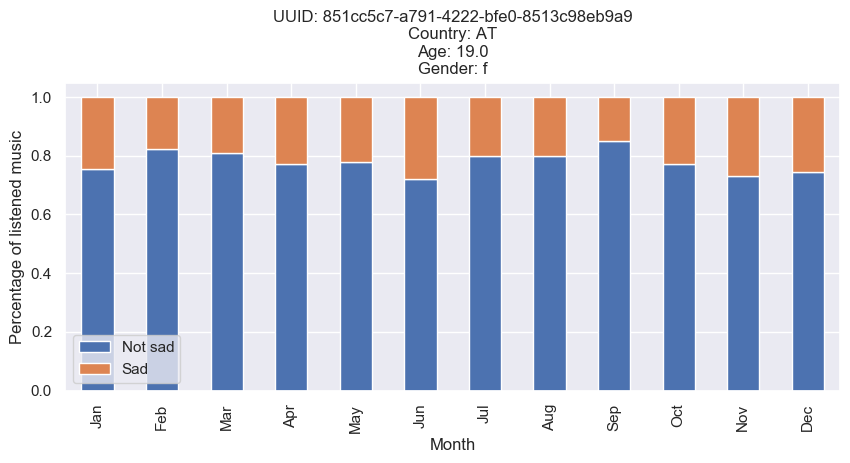 UUID: 851cc5c7-a791-4222-bfe0-8513c98eb9a9
Country: AT
Age: 19.0
Gender: f
Percentage of listened music
1.0
0.8
0.6
0.4
0.2
0.0
Not sad
Sad
Jan
Feb
Mar
Apr
May
Jun
Jul
Aug
Sep
Oct
Nov
Dec
Month